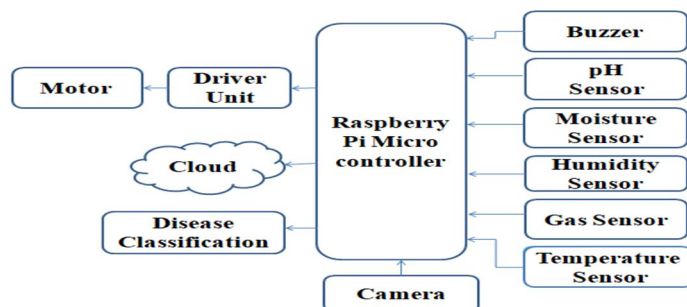 Buzzer
pH
Sensor
Motor
Driver
Unit
Raspberry
Pi Micro
controller
Moisture
Sensor
Cloud
Humidity
Sensor
Disease
Classification
Gas Sensor
Temperature
Sensor
Camera